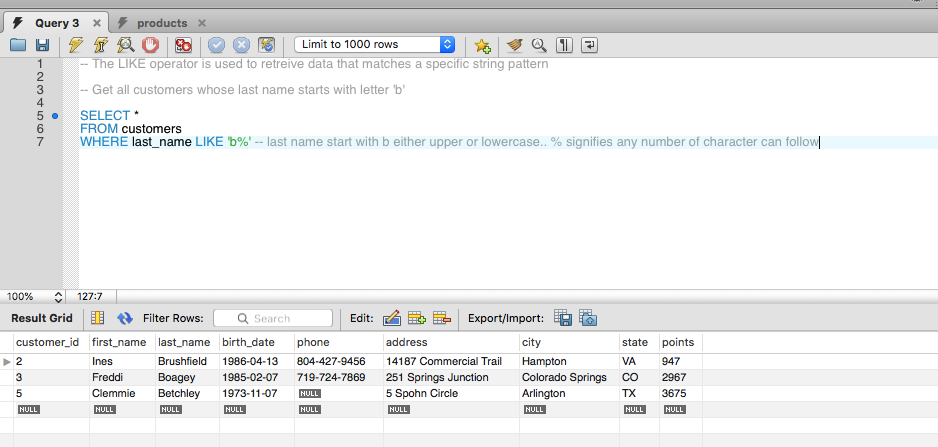 Query 3 products
Limit to 1000 rows
1 -- The LIKE operator is used to retreive data that matches a specific string pattern
2
3 -- Get all customers whose last name starts with letter 'b'
4
5 SELECT *
6 FROM customers
7 WHERE last_name LIKE 'b%' -- last name start with b either upper or lowercase.. % signifies any number of character can follow
100% 127:7
Result Grid Filter Rows: Search Edit: Export/Import:
customer_id first_name last_name birth_date phone address city state points
2 Ines Brushfield 1986-04-13 804-427-9456 14187 Commercial Trail Hampton VA 947
3 Freddi Boagey 1985-02-07 719-724-7869 251 Springs Junction Colorado Springs CO 2967
5 Clemmie Betchley 1973-11-07 NULL 5 Spohn Circle Arlington TX 3675
NULL NULL NULL NULL NULL NULL NULL NULL NULL